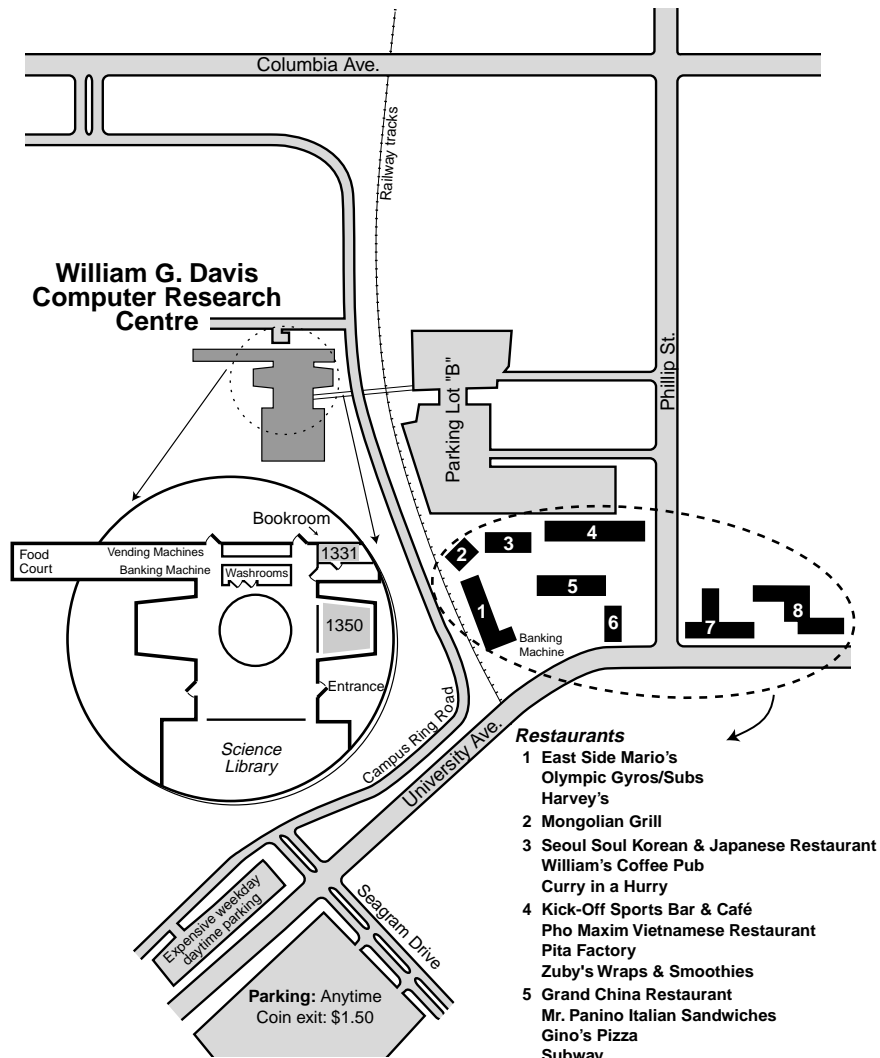 Columbia Ave.
Railway tracks
William G. Davis
Computer Research
Centre
Phillip St.
Parking Lot "B"
Bookroom
Food
Court
Vending Machines
Banking Machine
Washrooms
1331
1350
Entrance
Science
Library
1
2
3
4
5
6
7
8
Banking
Machine
Campus Ring Road
University Ave.
Seagram Drive
Expensive weekday
daytime parking
Parking: Anytime
Coin exit: $1.50
Restaurants
1 East Side Mario's
Olympic Gyros/Subs
Harvey's
2 Mongolian Grill
3 Seoul Soul Korean & Japanese Restaurant
William's Coffee Pub
Curry in a Hurry
4 Kick-Off Sports Bar & Café
Pho Maxim Vietnamese Restaurant
Pita Factory
Zuby's Wraps & Smoothies
5 Grand China Restaurant
Mr. Panino Italian Sandwiches
Gino's Pizza
Subway